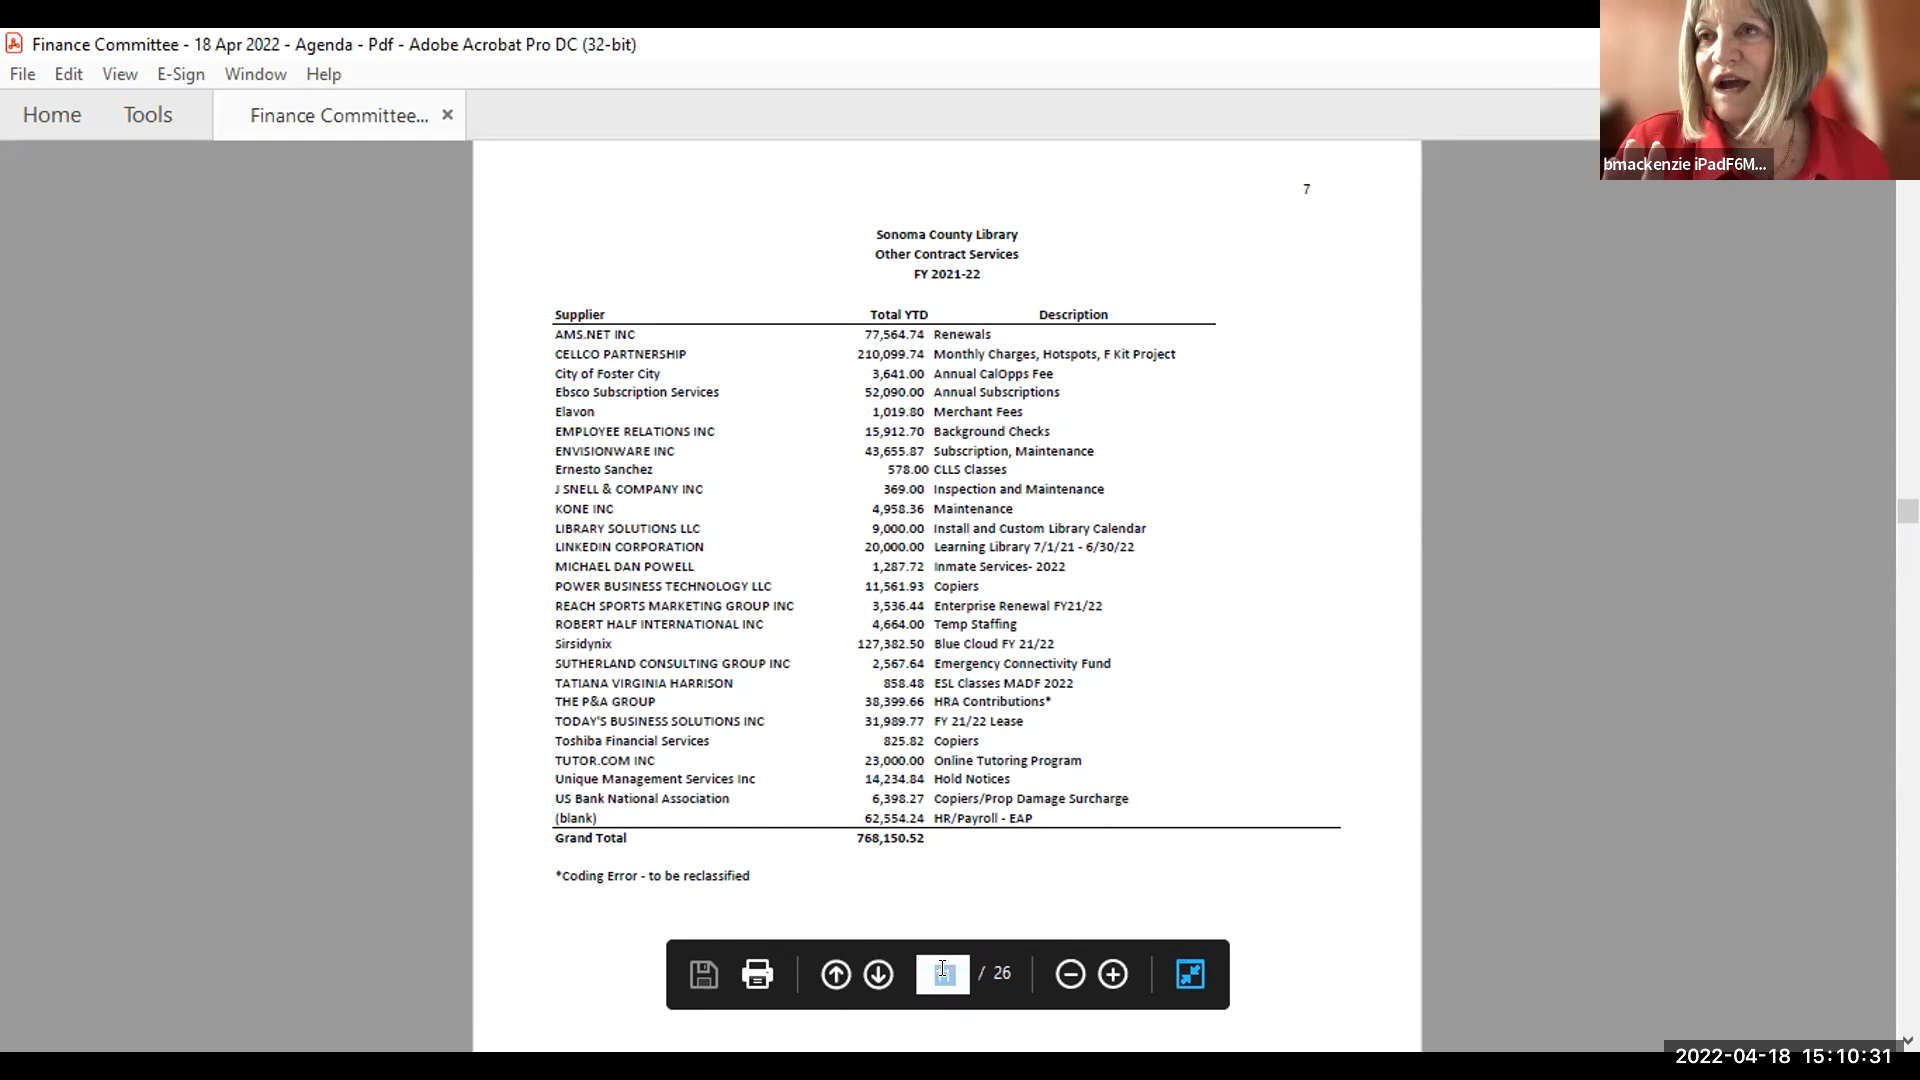 Finance Committee - 18 Apr 2022 - Agenda - Pdf - Adobe Acrobat Pro DC (32-bit)
File Edit View E-Sign Window Help
Home Tools Finance Committee... ×
bmackenzie iPadF6M...
7
Sonoma County Library
Other Contract Services
FY 2021-22
Supplier Total YTD Description
AMS.NET INC 77,564.74 Renewals
CELLCO PARTNERSHIP 210,099.74 Monthly Charges, Hotspots, F Kit Project
City of Foster City 3,641.00 Annual CalOpps Fee
Ebsco Subscription Services 52,090.00 Annual Subscriptions
Elavon 1,019.80 Merchant Fees
EMPLOYEE RELATIONS INC 15,912.70 Background Checks
ENVISIONWARE INC 43,655.87 Subscription, Maintenance
Ernesto Sanchez 578.00 CLLS Classes
J SNELL & COMPANY INC 369.00 Inspection and Maintenance
KONE INC 4,958.36 Maintenance
LIBRARY SOLUTIONS LLC 9,000.00 Install and Custom Library Calendar
LINKEDIN CORPORATION 20,000.00 Learning Library 7/1/21 - 6/30/22
MICHAEL DAN POWELL 1,287.72 Inmate Services- 2022
POWER BUSINESS TECHNOLOGY LLC 11,561.93 Copiers
REACH SPORTS MARKETING GROUP INC 3,536.44 Enterprise Renewal FY21/22
ROBERT HALF INTERNATIONAL INC 4,664.00 Temp Staffing
Sirsidynix 127,382.50 Blue Cloud FY 21/22
SUTHERLAND CONSULTING GROUP INC 2,567.64 Emergency Connectivity Fund
TATIANA VIRGINIA HARRISON 858.48 ESL Classes MADF 2022
THE P&A GROUP 38,399.66 HRA Contributions*
TODAY'S BUSINESS SOLUTIONS INC 31,989.77 FY 21/22 Lease
Toshiba Financial Services 825.82 Copiers
TUTOR.COM INC 23,000.00 Online Tutoring Program
Unique Management Services Inc 14,234.84 Hold Notices
US Bank National Association 6,398.27 Copiers/Prop Damage Surcharge
(blank) 62,554.24 HR/Payroll - EAP
Grand Total 768,150.52
*Coding Error - to be reclassified
/ 26
2022-04-18 15:10:31